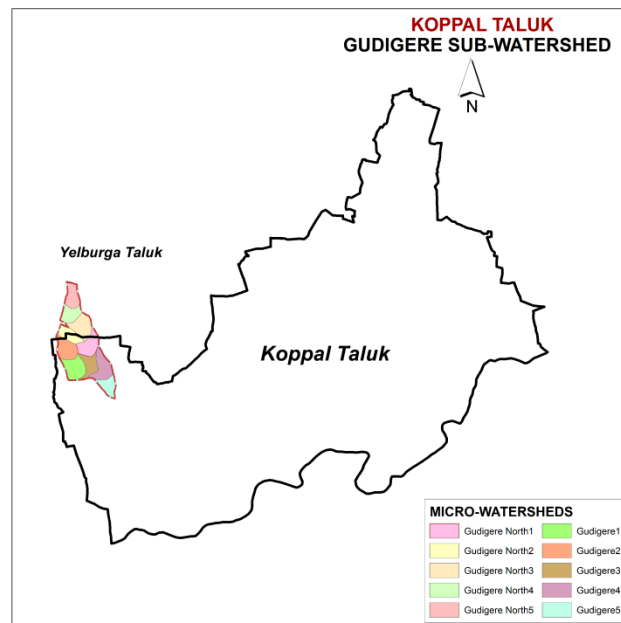 KOPPAL TALUK
GUDIGERE SUB-WATERSHED
N
Yelburga Taluk
Koppal Taluk
MICRO-WATERSHEDS
Gudigere North1
Gudigere1
Gudigere North2
Gudigere2
Gudigere North3
Gudigere3
Gudigere North4
Gudigere4
Gudigere North5
Gudigere5